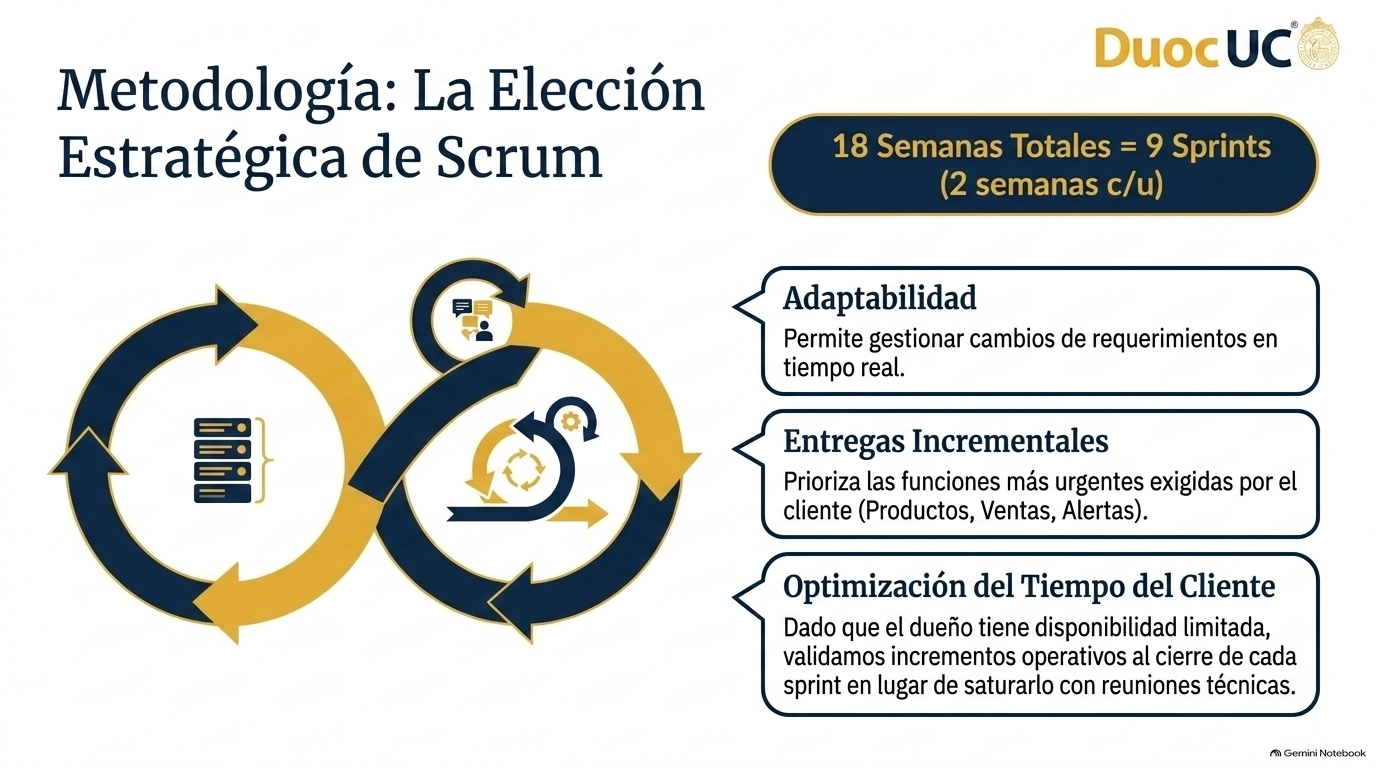 Duoc UC®
Metodología: La Elección
Estratégica de Scrum
18 Semanas Totales = 9 Sprints
(2 semanas c/u)
Adaptabilidad
Permite gestionar cambios de requerimientos en
tiempo real.
Entregas Incrementales
Prioriza las funciones más urgentes exigidas por el
cliente (Productos, Ventas, Alertas).
Optimización del Tiempo del Cliente
Dado que el dueño tiene disponibilidad limitada,
validamos incrementos operativos al cierre de cada
sprint en lugar de saturarlo con reuniones técnicas.
Gemini Notebook